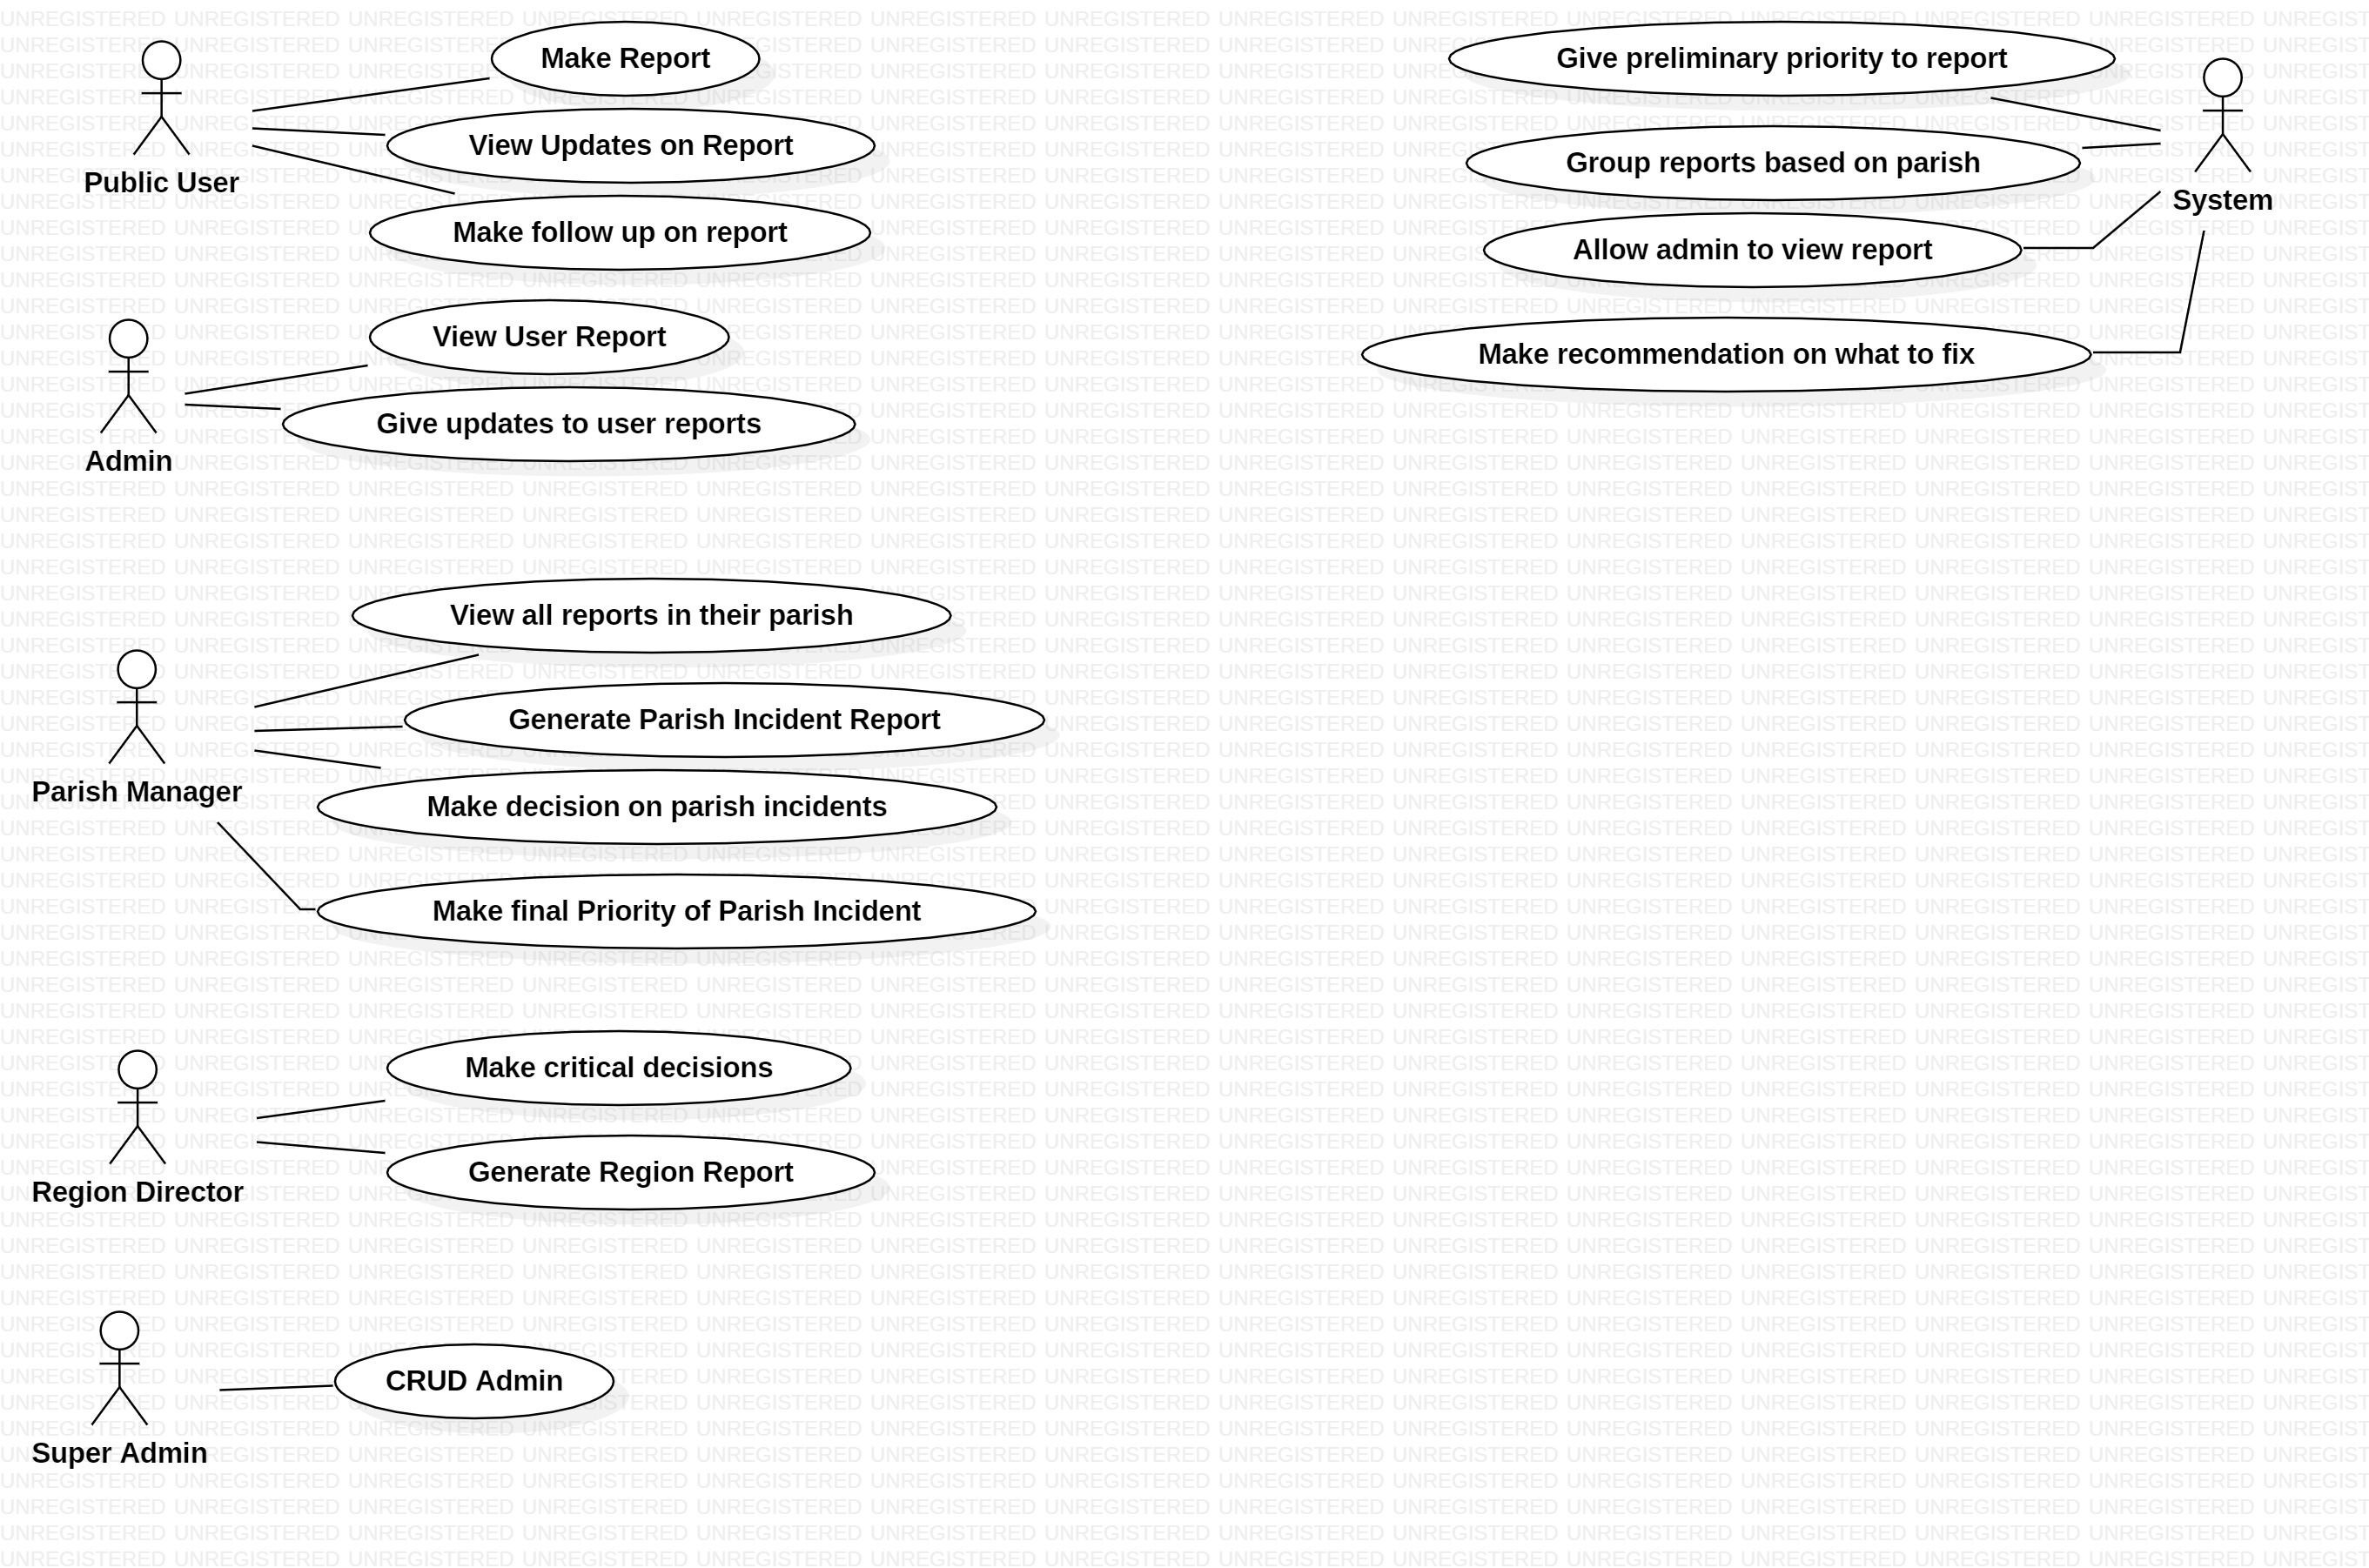 Make Report
View Updates on Report
Make follow up on report
Public User
View User Report
Give updates to user reports
Admin
View all reports in their parish
Generate Parish Incident Report
Make decision on parish incidents
Parish Manager
Make final Priority of Parish Incident
Make critical decisions
Generate Region Report
Region Director
CRUD Admin
Super Admin
Give preliminary priority to report
Group reports based on parish
System
Allow admin to view report
Make recommendation on what to fix
UNREGISTERED